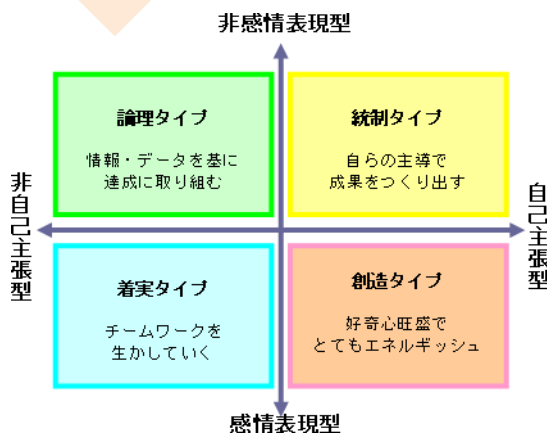 非感情表現型
論理タイプ
情報・データを基に
達成に取り組む
統制タイプ
自らの主導で
成果をつくり出す
非自己主張型
自己主張型
着実タイプ
チームワークを
生かしていく
創造タイプ
好奇心旺盛で
とてもエネルギッシュ
感情表現型